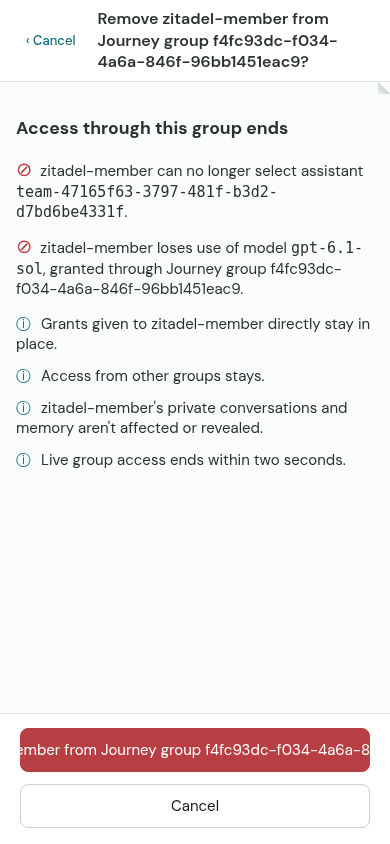 ‹ Cancel
Remove zitadel-member from
Journey group f4fc93dc-f034-
4a6a-846f-96bb1451eac9?
Access through this group ends
zitadel-member can no longer select assistant
team-47165f63-3797-481f-b3d2-
d7bd6be4331f.
zitadel-member loses use of model gpt-6.1-
sol, granted through Journey group f4fc93dc-
f034-4a6a-846f-96bb1451eac9.
Grants given to zitadel-member directly stay in
place.
Access from other groups stays.
zitadel-member's private conversations and
memory aren't affected or revealed.
Live group access ends within two seconds.
ember from Journey group f4fc93dc-f034-4a6a-8
Cancel